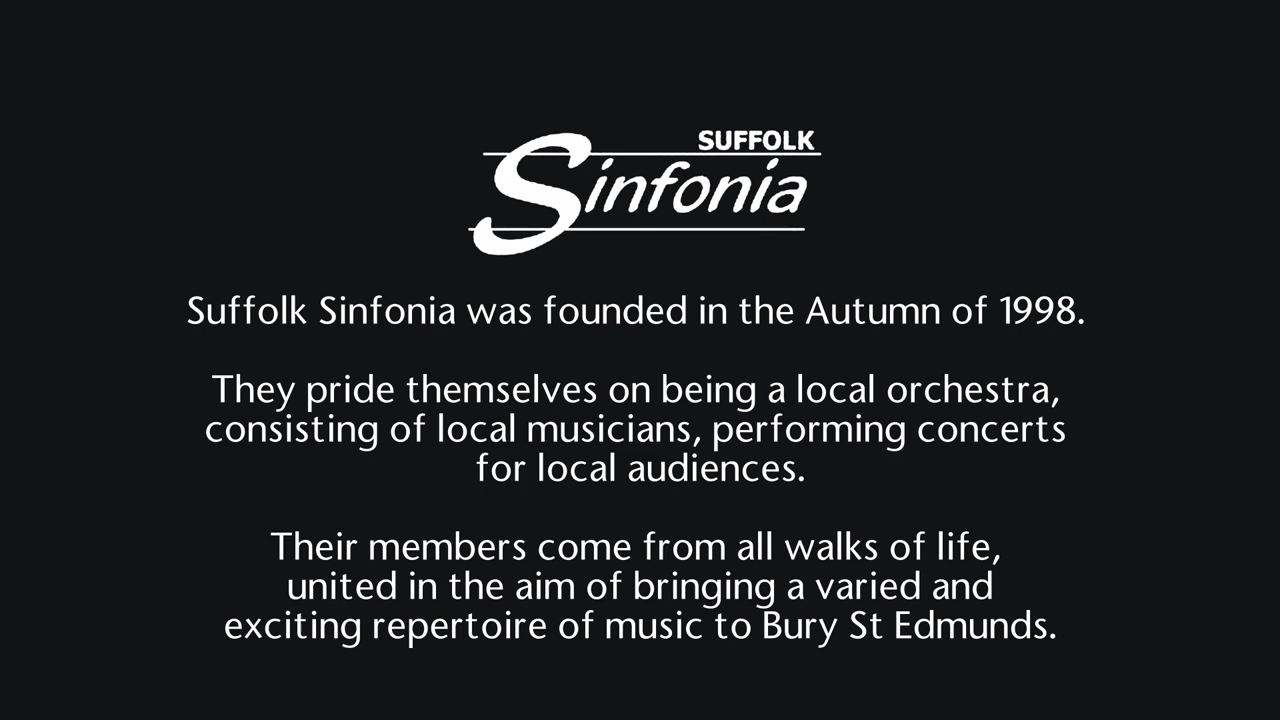 SUFFOLK
Sinfonia
Suffolk Sinfonia was founded in the Autumn of 1998.
They pride themselves on being a local orchestra,
consisting of local musicians, performing concerts
for local audiences.
Their members come from all walks of life,
united in the aim of bringing a varied and
exciting repertoire of music to Bury St Edmunds.